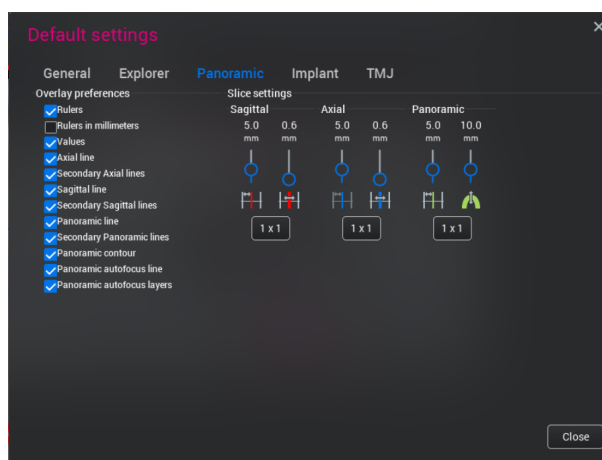 Default settings
General Explorer Panoramic Implant TMJ
Overlay preferences
Rulers
Rulers in millimeters
Values
Axial line
Secondary Axial lines
Sagittal line
Secondary Sagittal lines
Panoramic line
Secondary Panoramic lines
Panoramic contour
Panoramic autofocus line
Panoramic autofocus layers
Slice settings
Sagittal Axial Panoramic
5.0 0.6 5.0 0.6 5.0 10.0
mm mm mm mm mm mm
1 x 1 1 x 1 1 x 1
Close